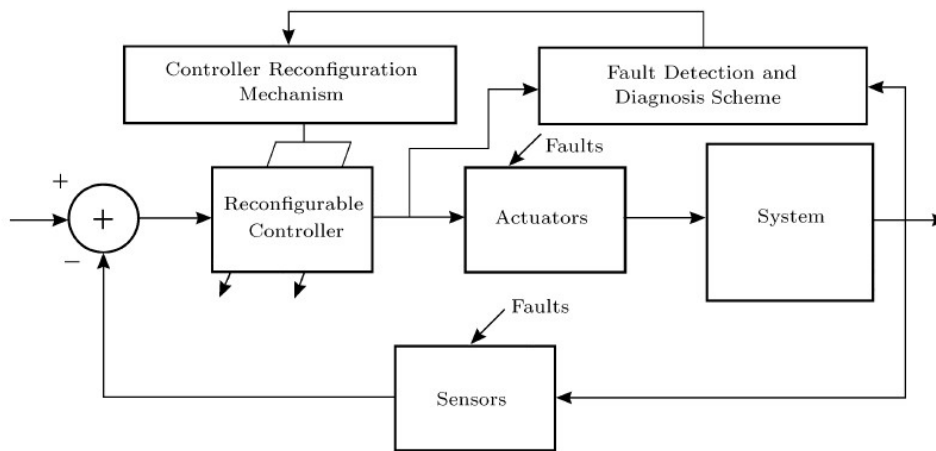 Controller Reconfiguration
Mechanism
Fault Detection and
Diagnosis Scheme
Faults
+
+
−
Reconfigurable
Controller
Actuators
System
Faults
Sensors